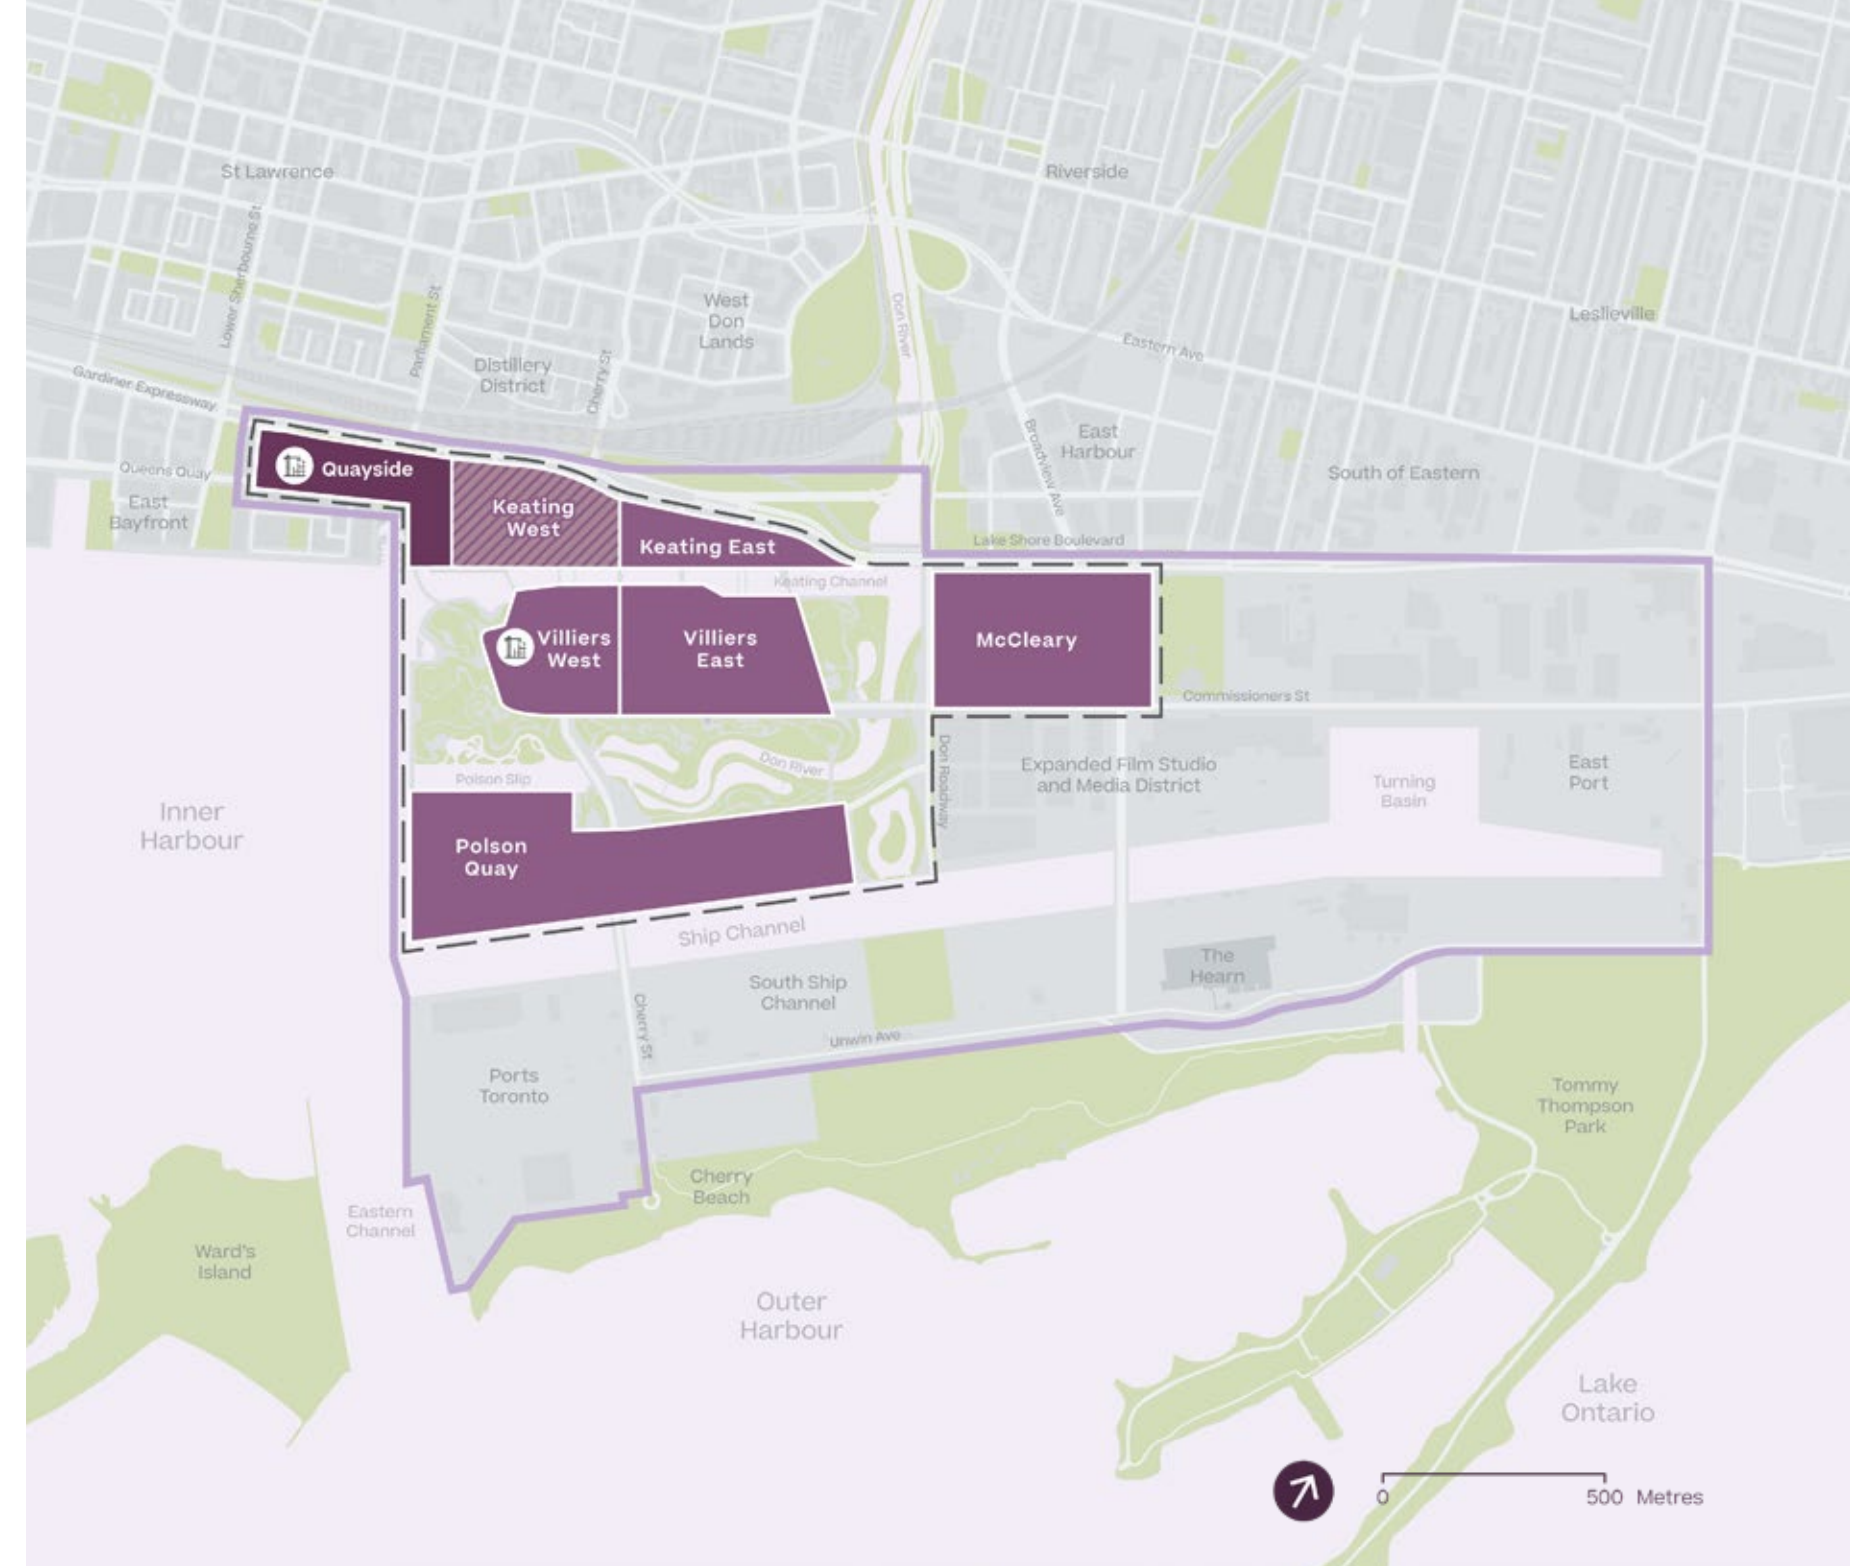 St Lawrence
Riverside
Lower Sherbourne St
Parliament St
West
Don
Lands
Don River
Leslieville
Eastern Ave
Distillery
District
Cherry St
Gardiner Expressway
Broadview Ave
East
Harbour
Queens Quay
Quayside
South of Eastern
East
Bayfront
Keating
West
Keating East
Lake Shore Boulevard
Keating Channel
Villiers
West
Villiers
East
McCleary
Commissioners St
Don River
Don Roadway
Expanded Film Studio
and Media District
Turning
Basin
East
Port
Polson Slip
Inner
Harbour
Polson
Quay
Ship Channel
The
Hearn
South Ship
Channel
Cherry St
Unwin Ave
Ports
Toronto
Tommy
Thompson
Park
Cherry
Beach
Eastern
Channel
Ward's
Island
Outer
Harbour
Lake
Ontario
0
500 Metres